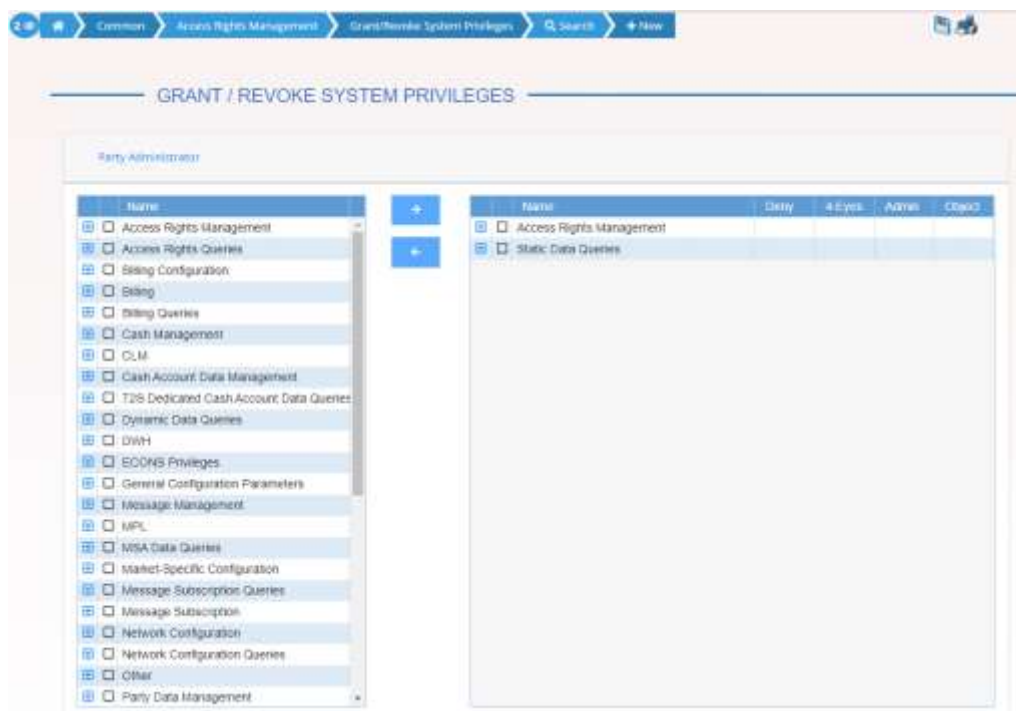 Common Access Rights Management Grant/Revoke System Privileges Search + New
GRANT / REVOKE SYSTEM PRIVILEGES
Party Administrator
Name
Access Rights Management
Access Rights Queries
Billing Configuration
Billing
Billing Queries
Cash Management
CLM
Cash Account Data Management
T2S Dedicated Cash Account Data Queries
Dynamic Data Queries
DWH
ECONS Privileges
General Configuration Parameters
Message Management
MPL
MSA Data Queries
Market-Specific Configuration
Message Subscription Queries
Message Subscription
Network Configuration
Network Configuration Queries
Other
Party Data Management
Name Deny 4 Eyes Admin Object
Access Rights Management
Static Data Queries